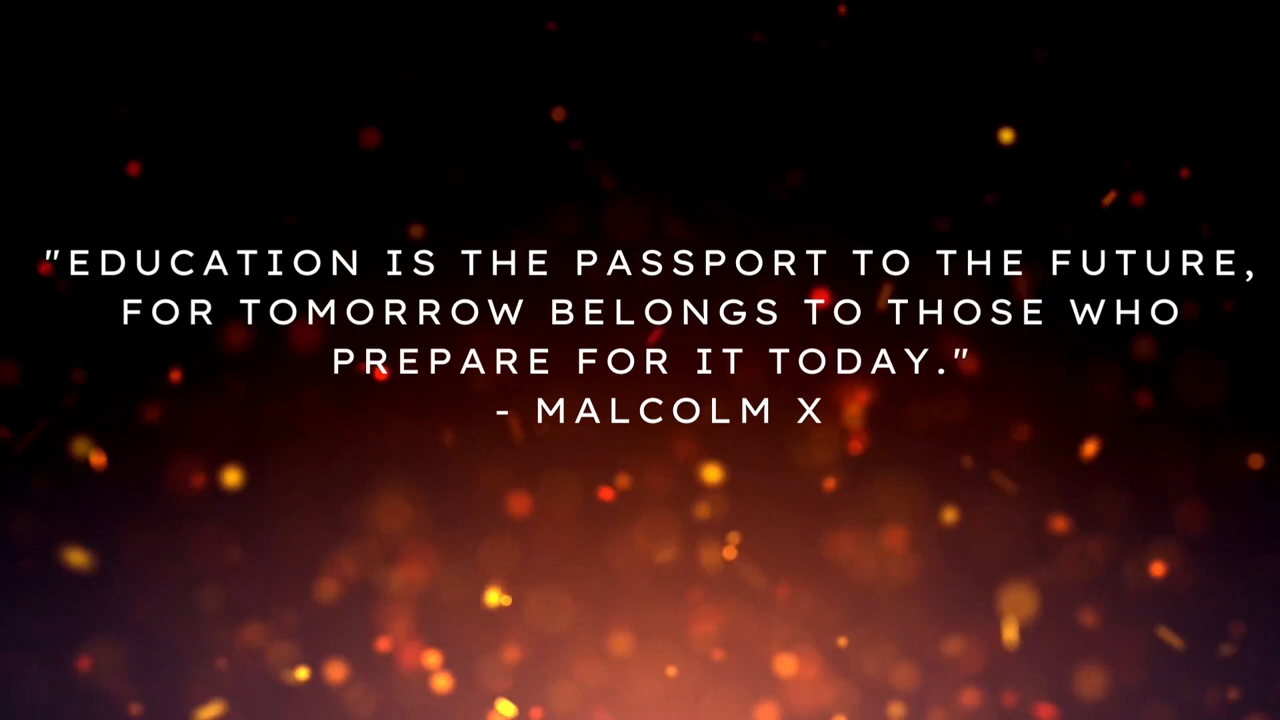 "EDUCATION IS THE PASSPORT TO THE FUTURE,
FOR TOMORROW BELONGS TO THOSE WHO
PREPARE FOR IT TODAY."
- MALCOLM X